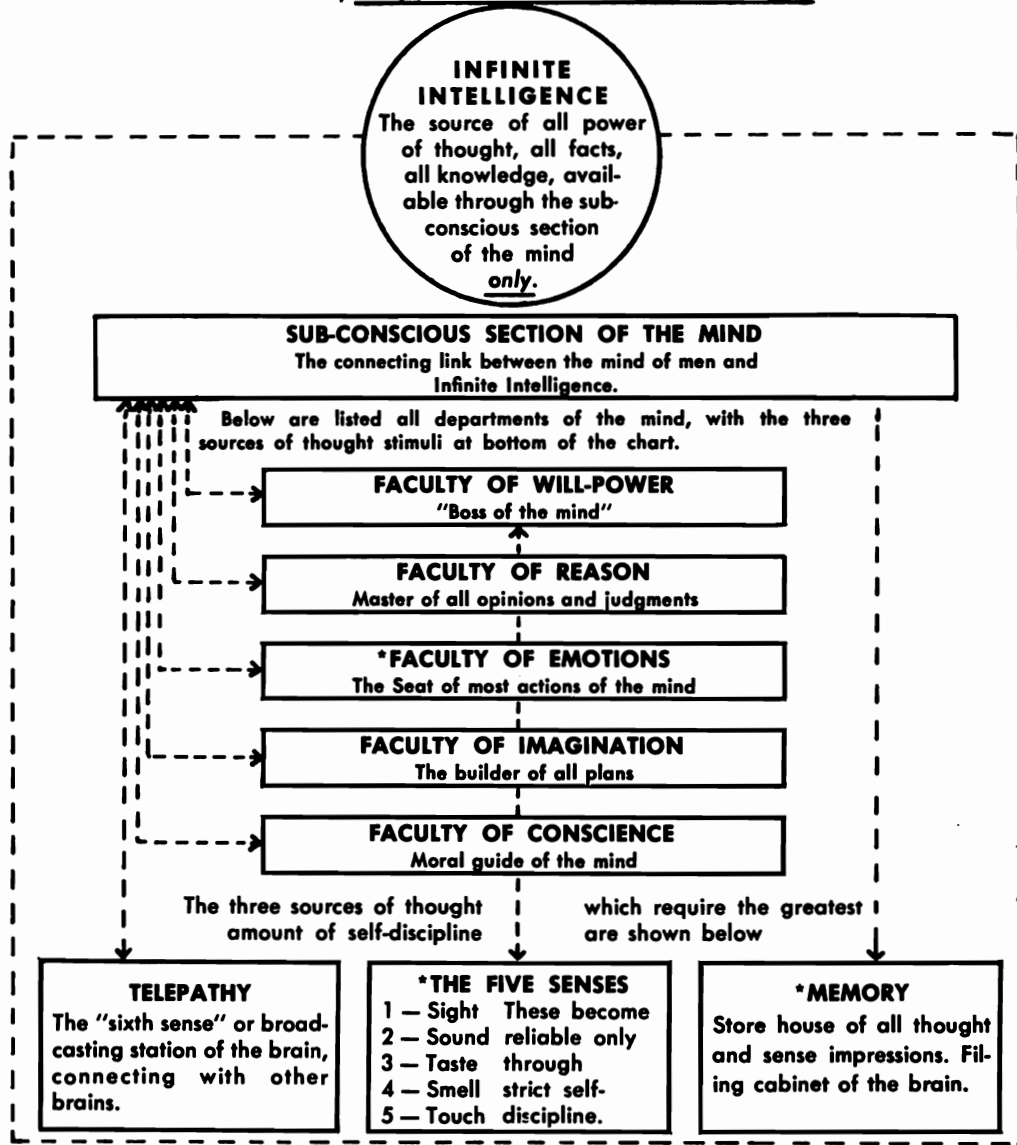 INFINITE
INTELLIGENCE
The source of all power
of thought, all facts,
all knowledge, avail-
able through the sub-
conscious section
of the mind
only.
SUB-CONSCIOUS SECTION OF THE MIND
The connecting link between the mind of men and
Infinite Intelligence.
Below are listed all departments of the mind, with the three
sources of thought stimuli at bottom of the chart.
FACULTY OF WILL-POWER
"Boss of the mind"
FACULTY OF REASON
Master of all opinions and judgments
*FACULTY OF EMOTIONS
The Seat of most actions of the mind
FACULTY OF IMAGINATION
The builder of all plans
FACULTY OF CONSCIENCE
Moral guide of the mind
The three sources of thought which require the greatest
amount of self-discipline are shown below
TELEPATHY
The "sixth sense" or broad-
casting station of the brain,
connecting with other
brains.
*THE FIVE SENSES
1 — Sight These become
2 — Sound reliable only
3 — Taste through
4 — Smell strict self-
5 — Touch discipline.
*MEMORY
Store house of all thought
and sense impressions. Fil-
ing cabinet of the brain.